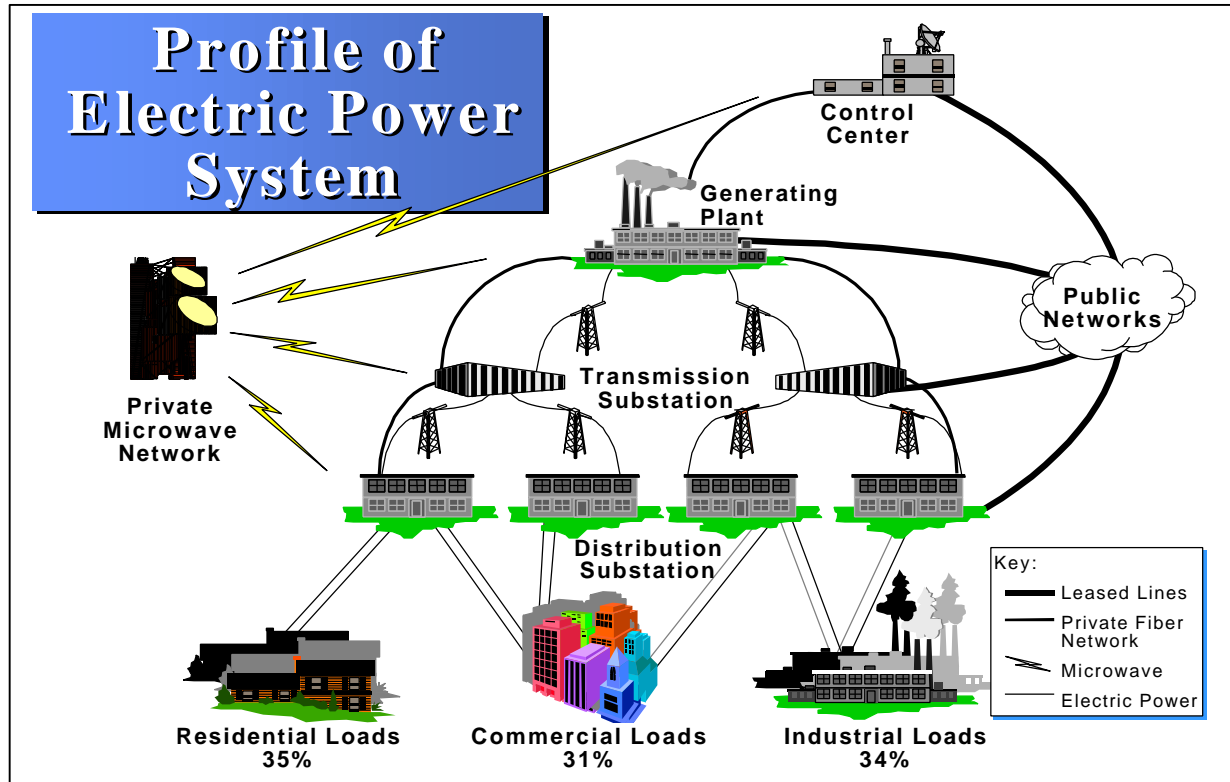 Profile of
Electric Power
System
Control
Center
Generating
Plant
Public
Networks
Transmission
Substation
Private
Microwave
Network
Distribution
Substation
Key:
Leased Lines
Private Fiber
Network
Microwave
Electric Power
Residential Loads
35%
Commercial Loads
31%
Industrial Loads
34%